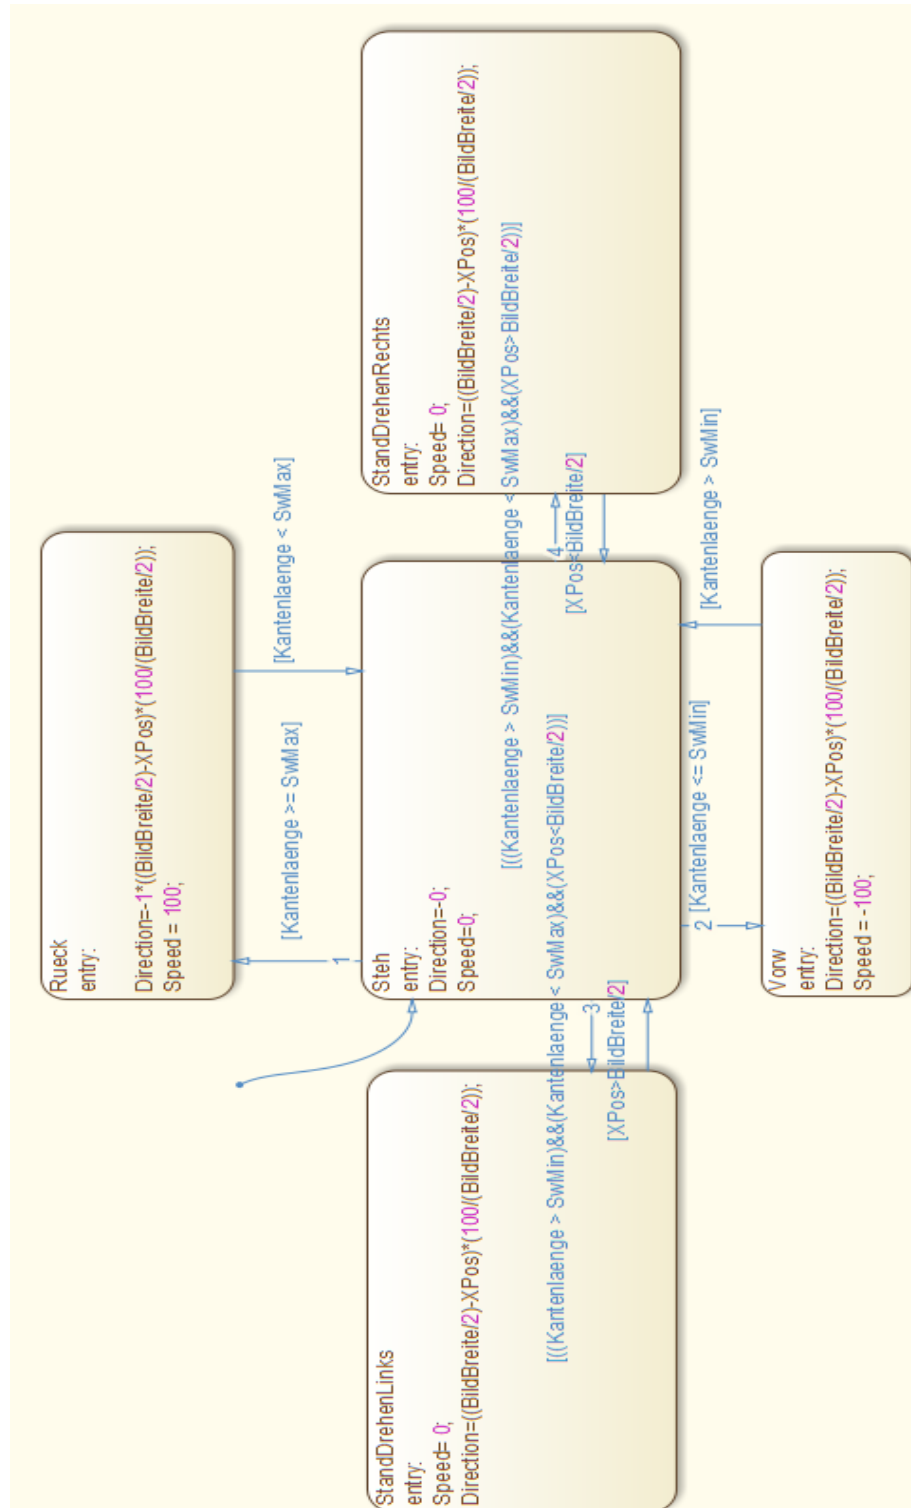 Rueck
entry:
Direction=-1*((BildBreite/2)-XPos)*(100/(BildBreite/2));
Speed = 100;
[Kantenlaenge >= SwMax]
[Kantenlaenge < SwMax]
1
StandDrehenLinks
entry:
Speed= 0;
Direction=((BildBreite/2)-XPos)*(100/(BildBreite/2));
[((Kantenlaenge > SwMin)&&(Kantenlaenge < SwMax)&&(XPos<BildBreite/2))]
3
[XPos>BildBreite/2]
Steh
entry:
Direction=-0;
Speed=0;
[((Kantenlaenge > SwMin)&&(Kantenlaenge < SwMax)&&(XPos>BildBreite/2))]
4
[XPos<BildBreite/2]
StandDrehenRechts
entry:
Speed= 0;
Direction=((BildBreite/2)-XPos)*(100/(BildBreite/2));
2
[Kantenlaenge <= SwMin]
[Kantenlaenge > SwMin]
Vorw
entry:
Direction=((BildBreite/2)-XPos)*(100/(BildBreite/2));
Speed = -100;